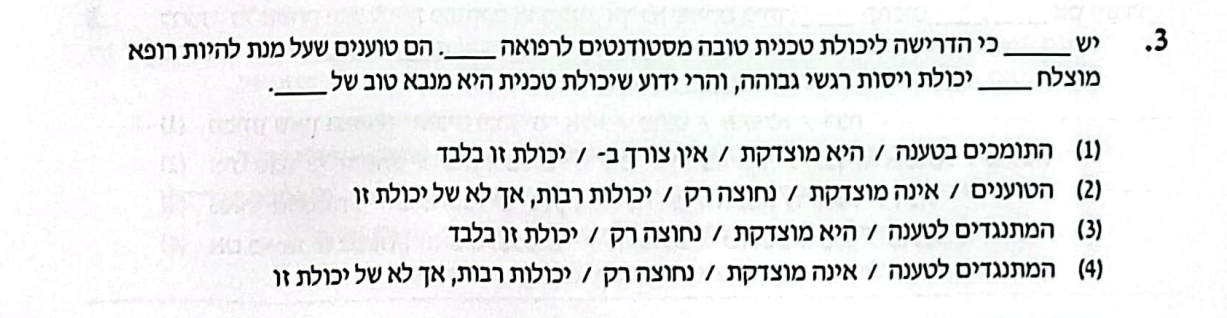 3. יש _____ כי הדרישה ליכולת טכנית טובה מסטודנטים לרפואה _____. הם טוענים שעל מנת להיות רופא
מוצלח _____ יכולת ויסות רגשי גבוהה, והרי ידוע שיכולת טכנית היא מנבא טוב של _____.
(1) התומכים בטענה / היא מוצדקת / אין צורך ב- / יכולת זו בלבד
(2) הטוענים / אינה מוצדקת / נחוצה רק / יכולות רבות, אך לא של יכולת זו
(3) המתנגדים לטענה / היא מוצדקת / נחוצה רק / יכולת זו בלבד
(4) המתנגדים לטענה / אינה מוצדקת / נחוצה רק / יכולות רבות, אך לא של יכולת זו